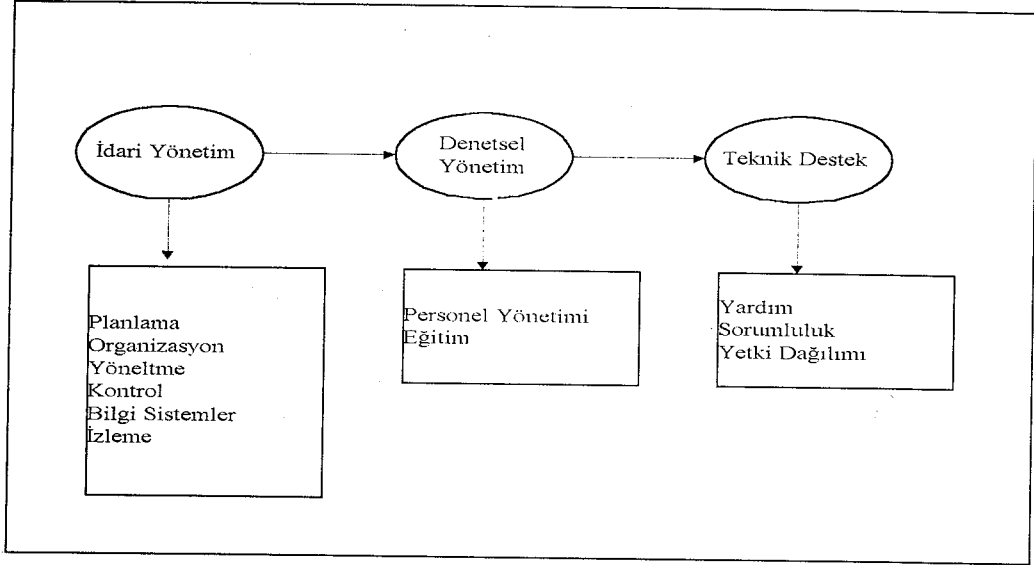 İdari Yönetim
Denetsel
Yönetim
Teknik Destek
Planlama
Organizasyon
Yöneltme
Kontrol
Bilgi Sistemler
İzleme
Personel Yönetimi
Eğitim
Yardım
Sorumluluk
Yetki Dağılımı